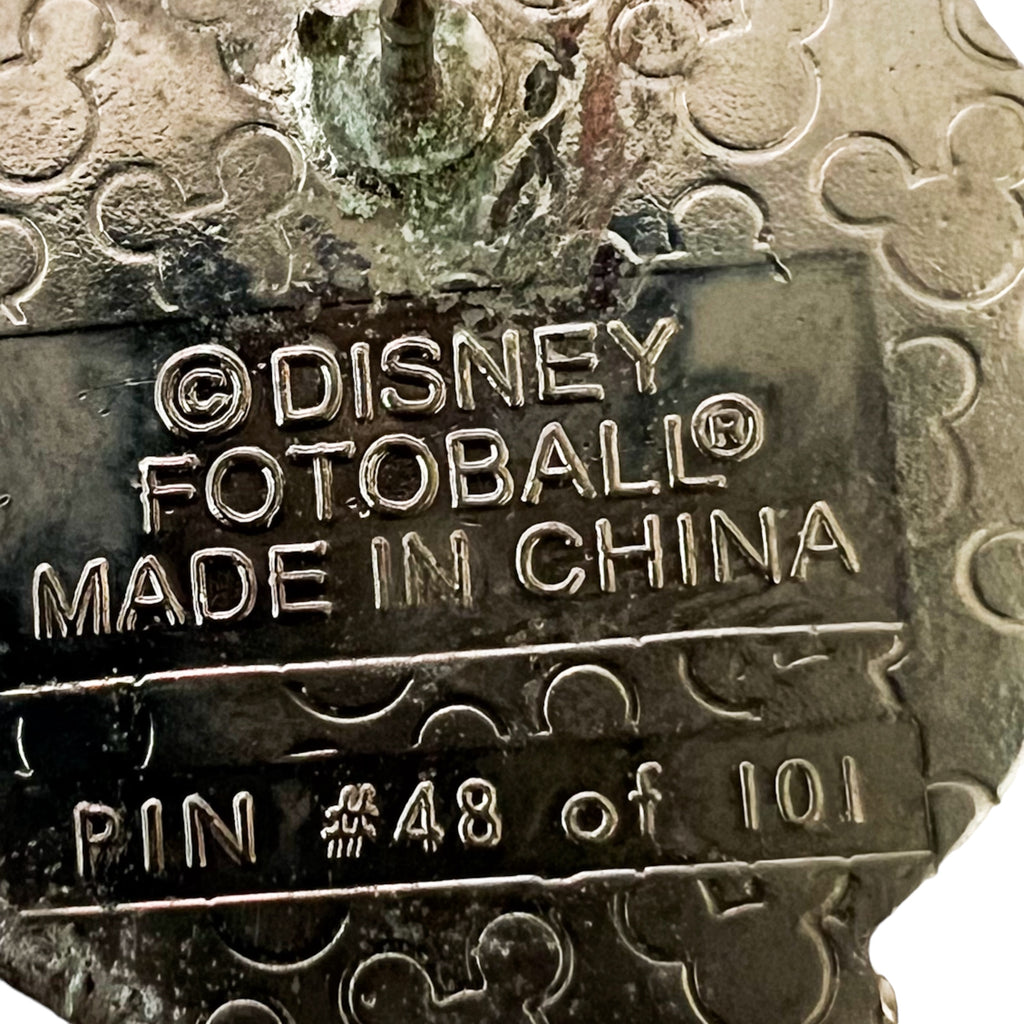 © DISNEY
FOTOBALL®
MADE IN CHINA
PIN #48 of 101